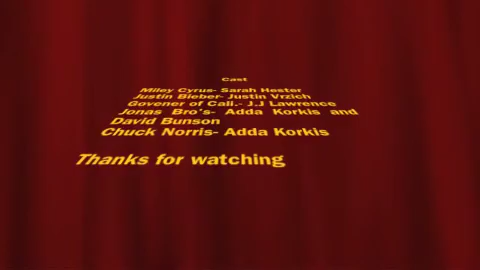 Cast
Miley Cyrus- Sarah Hester
Justin Bieber- Justin Vrzich
Govener of Cali.- J.J Lawrence
Jonas Bro's- Adda Korkis and
David Bunson
Chuck Norris- Adda Korkis
Thanks for watching